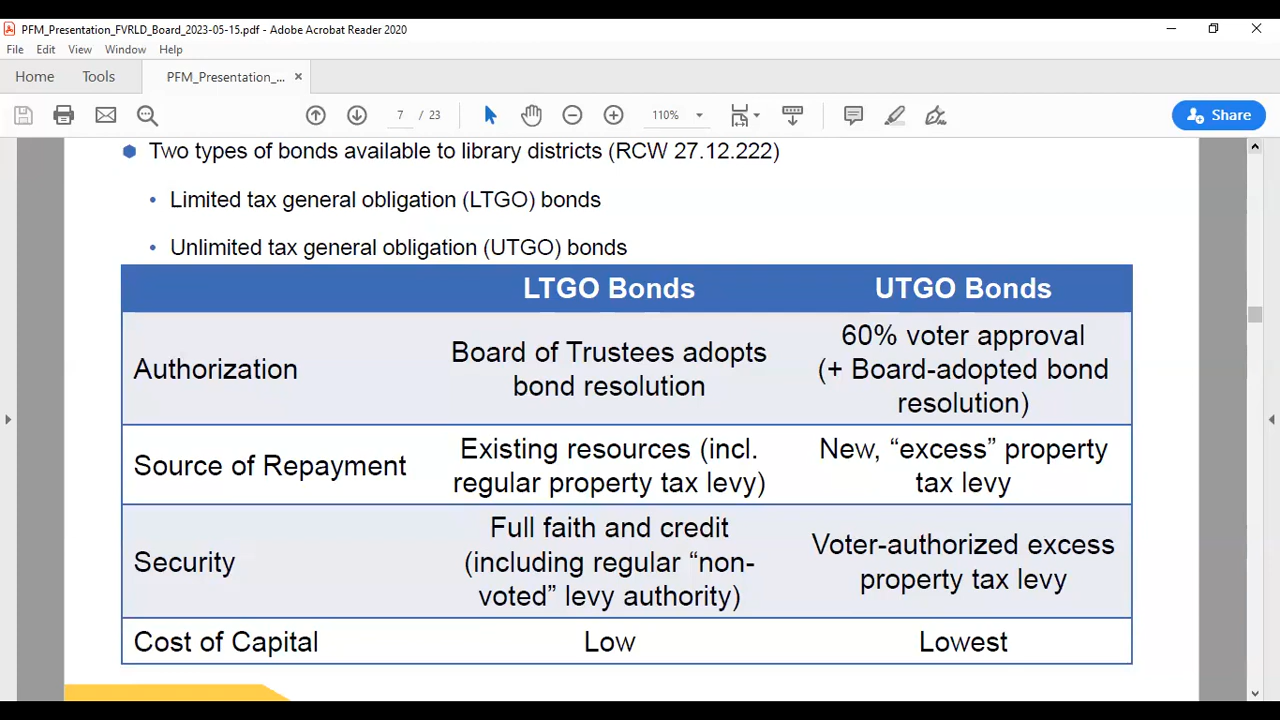 PFM_Presentation_FVRLD_Board_2023-05-15.pdf - Adobe Acrobat Reader 2020
File Edit View Window Help
Home Tools PFM_Presentation_... ×
7 / 23 110% Share
Two types of bonds available to library districts (RCW 27.12.222)
• Limited tax general obligation (LTGO) bonds
• Unlimited tax general obligation (UTGO) bonds
LTGO Bonds UTGO Bonds
Authorization
Board of Trustees adopts
bond resolution
60% voter approval
(+ Board-adopted bond
resolution)
Source of Repayment
Existing resources (incl.
regular property tax levy)
New, “excess” property
tax levy
Security
Full faith and credit
(including regular “non-
voted” levy authority)
Voter-authorized excess
property tax levy
Cost of Capital Low Lowest